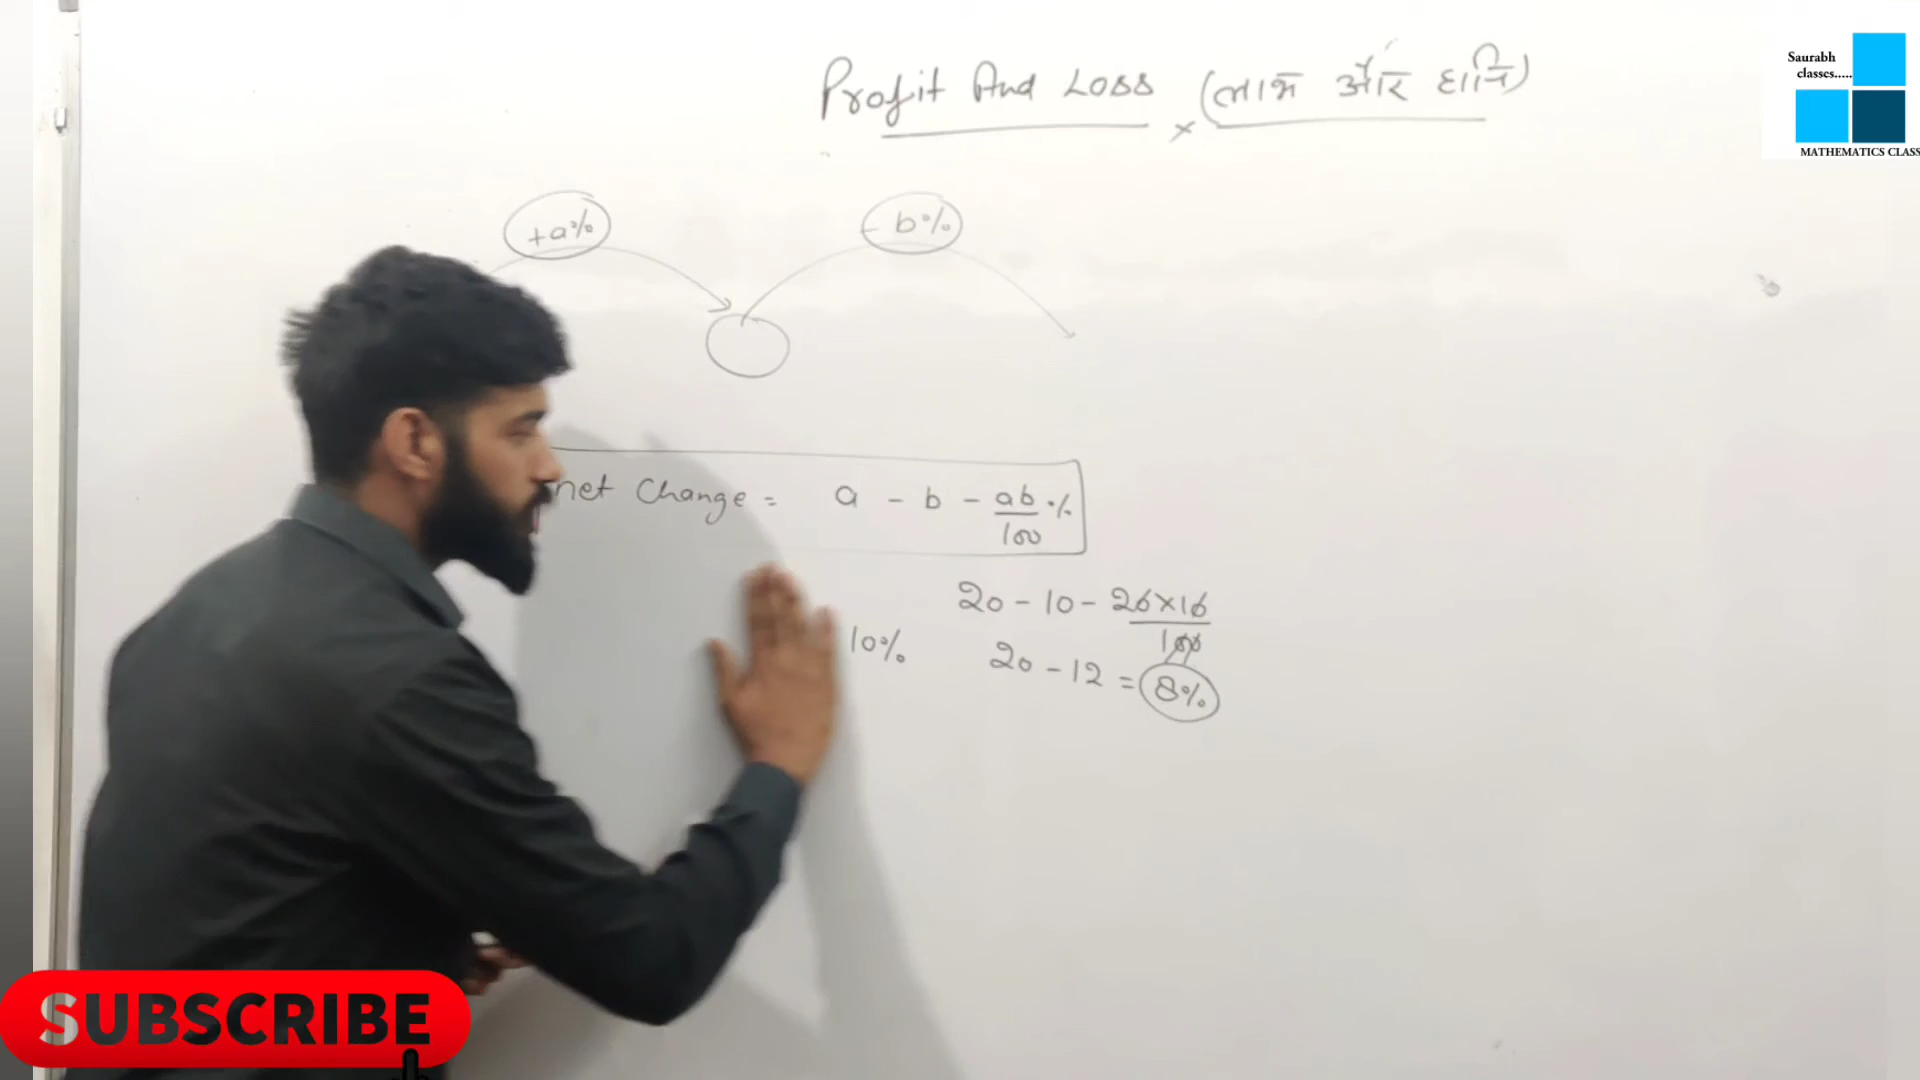 Profit And Loss (लाभ और हानि)
×
Saurabh
classes.....
MATHEMATICS CLASS
+a%
- b%
net Change = a - b - ab/100 %
20 - 10 - 20×10/100
10%
20 - 12 = 8%
SUBSCRIBE